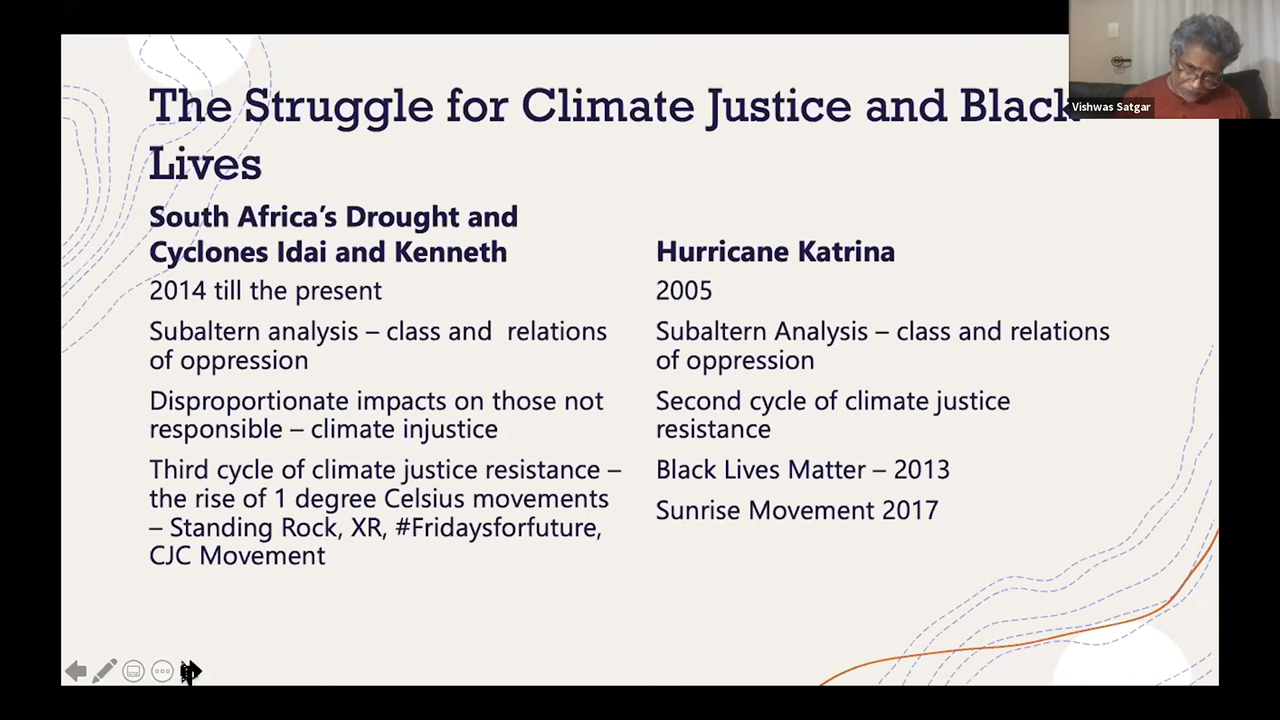 The Struggle for Climate Justice and Black
Lives
South Africa's Drought and
Cyclones Idai and Kenneth
2014 till the present
Subaltern analysis – class and  relations
of oppression
Disproportionate impacts on those not
responsible – climate injustice
Third cycle of climate justice resistance –
the rise of 1 degree Celsius movements
– Standing Rock, XR, #Fridaysforfuture,
CJC Movement
Hurricane Katrina
2005
Subaltern Analysis – class and relations
of oppression
Second cycle of climate justice
resistance
Black Lives Matter – 2013
Sunrise Movement 2017
Vishwas Satgar